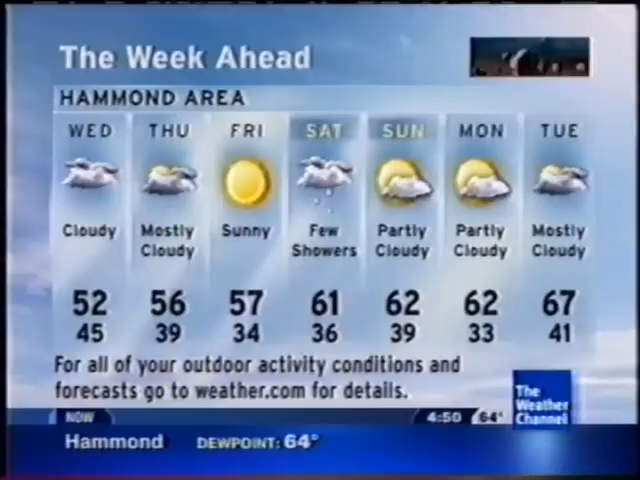 The Week Ahead
HAMMOND AREA
WED THU FRI SAT SUN MON TUE
Cloudy Mostly Cloudy Sunny Few Showers Partly Cloudy Partly Cloudy Mostly Cloudy
52 56 57 61 62 62 67
45 39 34 36 39 33 41
For all of your outdoor activity conditions and
forecasts go to weather.com for details.
The
Weather
Channel
NOW 4:50 64°
Hammond DEWPOINT: 64°